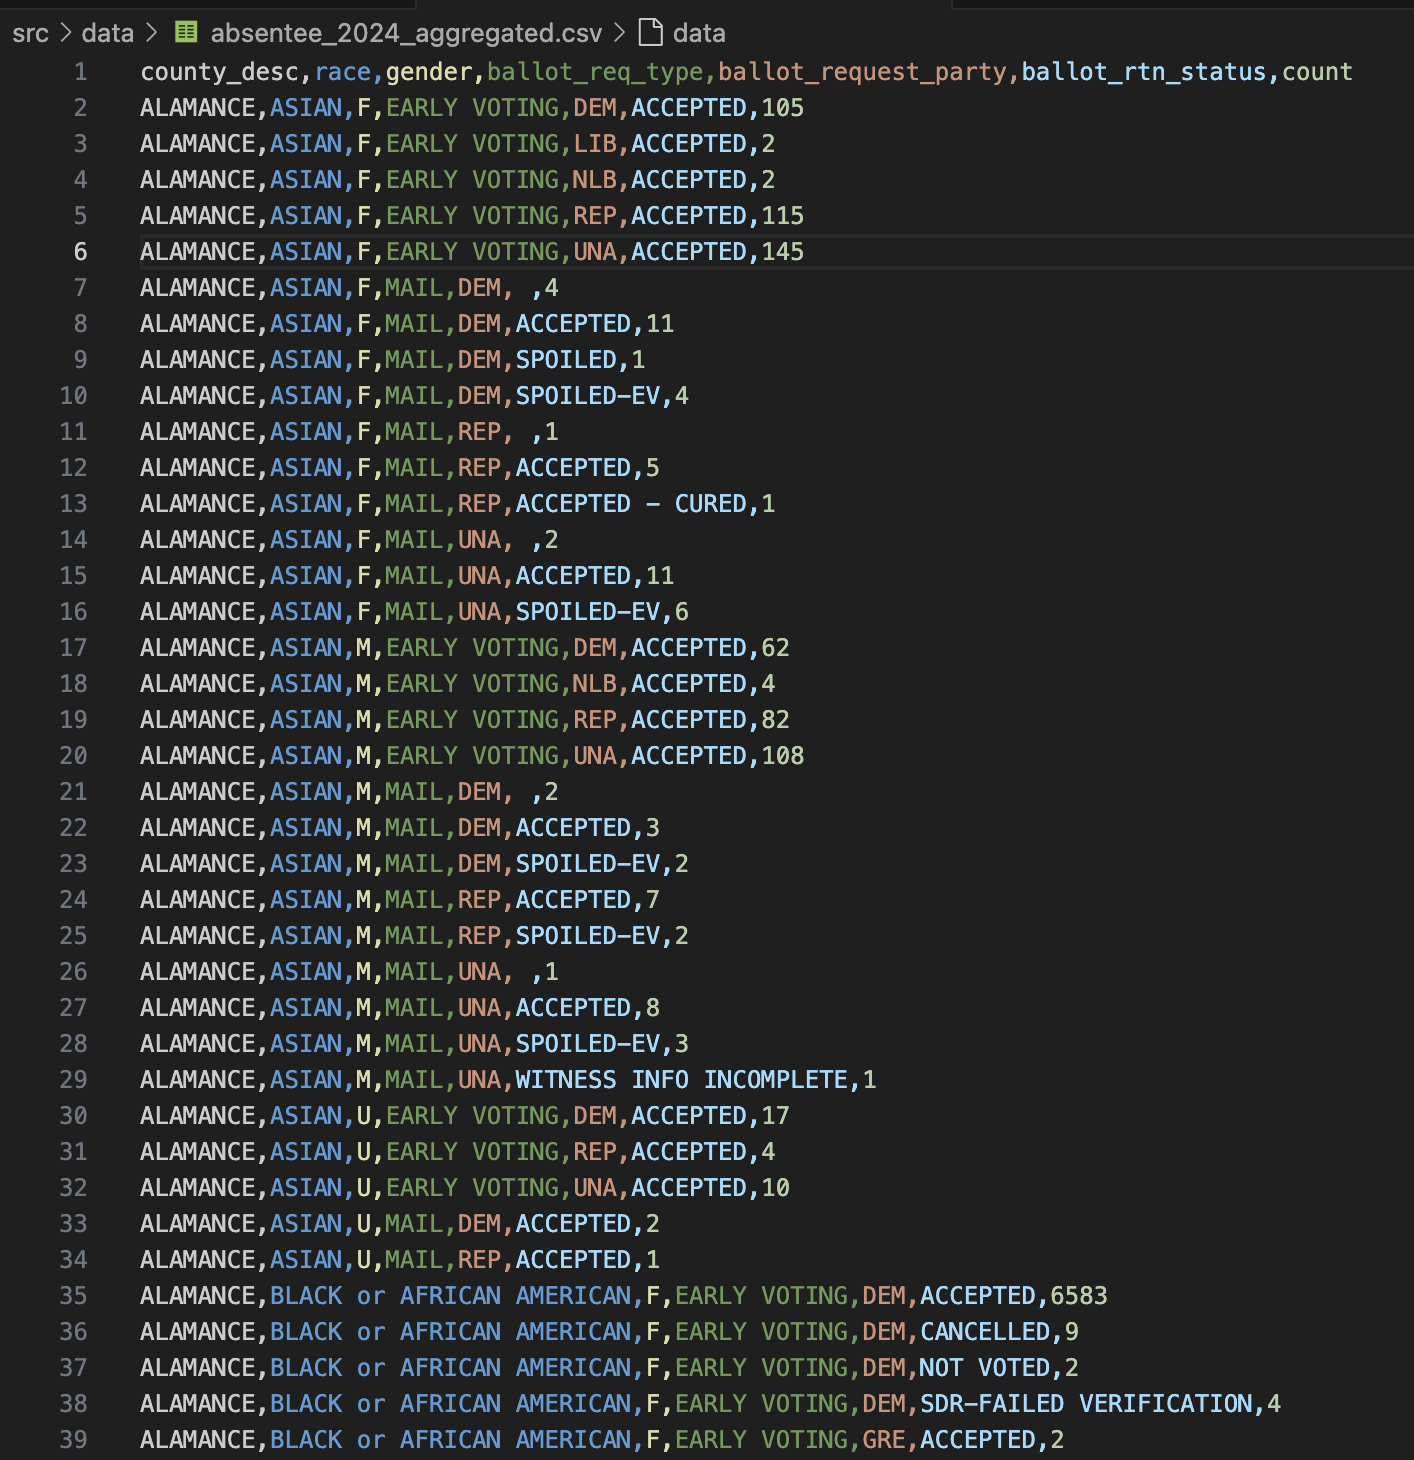 src > data > absentee_2024_aggregated.csv > data
1 county_desc,race,gender,ballot_req_type,ballot_request_party,ballot_rtn_status,count
2 ALAMANCE,ASIAN,F,EARLY VOTING,DEM,ACCEPTED,105
3 ALAMANCE,ASIAN,F,EARLY VOTING,LIB,ACCEPTED,2
4 ALAMANCE,ASIAN,F,EARLY VOTING,NLB,ACCEPTED,2
5 ALAMANCE,ASIAN,F,EARLY VOTING,REP,ACCEPTED,115
6 ALAMANCE,ASIAN,F,EARLY VOTING,UNA,ACCEPTED,145
7 ALAMANCE,ASIAN,F,MAIL,DEM, ,4
8 ALAMANCE,ASIAN,F,MAIL,DEM,ACCEPTED,11
9 ALAMANCE,ASIAN,F,MAIL,DEM,SPOILED,1
10 ALAMANCE,ASIAN,F,MAIL,DEM,SPOILED-EV,4
11 ALAMANCE,ASIAN,F,MAIL,REP, ,1
12 ALAMANCE,ASIAN,F,MAIL,REP,ACCEPTED,5
13 ALAMANCE,ASIAN,F,MAIL,REP,ACCEPTED - CURED,1
14 ALAMANCE,ASIAN,F,MAIL,UNA, ,2
15 ALAMANCE,ASIAN,F,MAIL,UNA,ACCEPTED,11
16 ALAMANCE,ASIAN,F,MAIL,UNA,SPOILED-EV,6
17 ALAMANCE,ASIAN,M,EARLY VOTING,DEM,ACCEPTED,62
18 ALAMANCE,ASIAN,M,EARLY VOTING,NLB,ACCEPTED,4
19 ALAMANCE,ASIAN,M,EARLY VOTING,REP,ACCEPTED,82
20 ALAMANCE,ASIAN,M,EARLY VOTING,UNA,ACCEPTED,108
21 ALAMANCE,ASIAN,M,MAIL,DEM, ,2
22 ALAMANCE,ASIAN,M,MAIL,DEM,ACCEPTED,3
23 ALAMANCE,ASIAN,M,MAIL,DEM,SPOILED-EV,2
24 ALAMANCE,ASIAN,M,MAIL,REP,ACCEPTED,7
25 ALAMANCE,ASIAN,M,MAIL,REP,SPOILED-EV,2
26 ALAMANCE,ASIAN,M,MAIL,UNA, ,1
27 ALAMANCE,ASIAN,M,MAIL,UNA,ACCEPTED,8
28 ALAMANCE,ASIAN,M,MAIL,UNA,SPOILED-EV,3
29 ALAMANCE,ASIAN,M,MAIL,UNA,WITNESS INFO INCOMPLETE,1
30 ALAMANCE,ASIAN,U,EARLY VOTING,DEM,ACCEPTED,17
31 ALAMANCE,ASIAN,U,EARLY VOTING,REP,ACCEPTED,4
32 ALAMANCE,ASIAN,U,EARLY VOTING,UNA,ACCEPTED,10
33 ALAMANCE,ASIAN,U,MAIL,DEM,ACCEPTED,2
34 ALAMANCE,ASIAN,U,MAIL,REP,ACCEPTED,1
35 ALAMANCE,BLACK or AFRICAN AMERICAN,F,EARLY VOTING,DEM,ACCEPTED,6583
36 ALAMANCE,BLACK or AFRICAN AMERICAN,F,EARLY VOTING,DEM,CANCELLED,9
37 ALAMANCE,BLACK or AFRICAN AMERICAN,F,EARLY VOTING,DEM,NOT VOTED,2
38 ALAMANCE,BLACK or AFRICAN AMERICAN,F,EARLY VOTING,DEM,SDR-FAILED VERIFICATION,4
39 ALAMANCE,BLACK or AFRICAN AMERICAN,F,EARLY VOTING,GRE,ACCEPTED,2